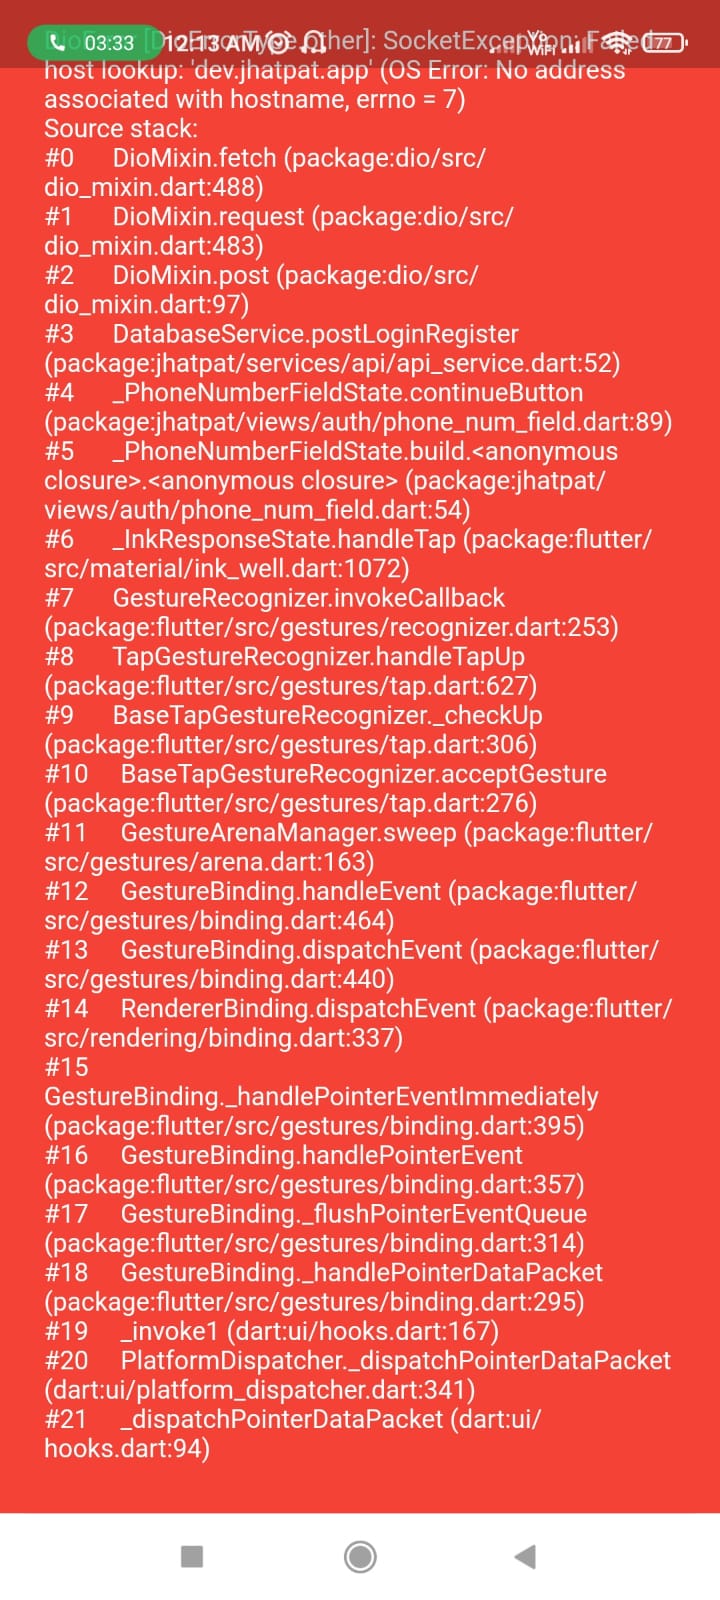 03:33 12:13 AM Vo WiFi 77
DioError [DioErrorType.other]: SocketException: Failed
host lookup: 'dev.jhatpat.app' (OS Error: No address
associated with hostname, errno = 7)
Source stack:
#0 DioMixin.fetch (package:dio/src/
dio_mixin.dart:488)
#1 DioMixin.request (package:dio/src/
dio_mixin.dart:483)
#2 DioMixin.post (package:dio/src/
dio_mixin.dart:97)
#3 DatabaseService.postLoginRegister
(package:jhatpat/services/api/api_service.dart:52)
#4 _PhoneNumberFieldState.continueButton
(package:jhatpat/views/auth/phone_num_field.dart:89)
#5 _PhoneNumberFieldState.build.<anonymous
closure>.<anonymous closure> (package:jhatpat/
views/auth/phone_num_field.dart:54)
#6 _InkResponseState.handleTap (package:flutter/
src/material/ink_well.dart:1072)
#7 GestureRecognizer.invokeCallback
(package:flutter/src/gestures/recognizer.dart:253)
#8 TapGestureRecognizer.handleTapUp
(package:flutter/src/gestures/tap.dart:627)
#9 BaseTapGestureRecognizer._checkUp
(package:flutter/src/gestures/tap.dart:306)
#10 BaseTapGestureRecognizer.acceptGesture
(package:flutter/src/gestures/tap.dart:276)
#11 GestureArenaManager.sweep (package:flutter/
src/gestures/arena.dart:163)
#12 GestureBinding.handleEvent (package:flutter/
src/gestures/binding.dart:464)
#13 GestureBinding.dispatchEvent (package:flutter/
src/gestures/binding.dart:440)
#14 RendererBinding.dispatchEvent (package:flutter/
src/rendering/binding.dart:337)
#15
GestureBinding._handlePointerEventImmediately
(package:flutter/src/gestures/binding.dart:395)
#16 GestureBinding.handlePointerEvent
(package:flutter/src/gestures/binding.dart:357)
#17 GestureBinding._flushPointerEventQueue
(package:flutter/src/gestures/binding.dart:314)
#18 GestureBinding._handlePointerDataPacket
(package:flutter/src/gestures/binding.dart:295)
#19 _invoke1 (dart:ui/hooks.dart:167)
#20 PlatformDispatcher._dispatchPointerDataPacket
(dart:ui/platform_dispatcher.dart:341)
#21 _dispatchPointerDataPacket (dart:ui/
hooks.dart:94)